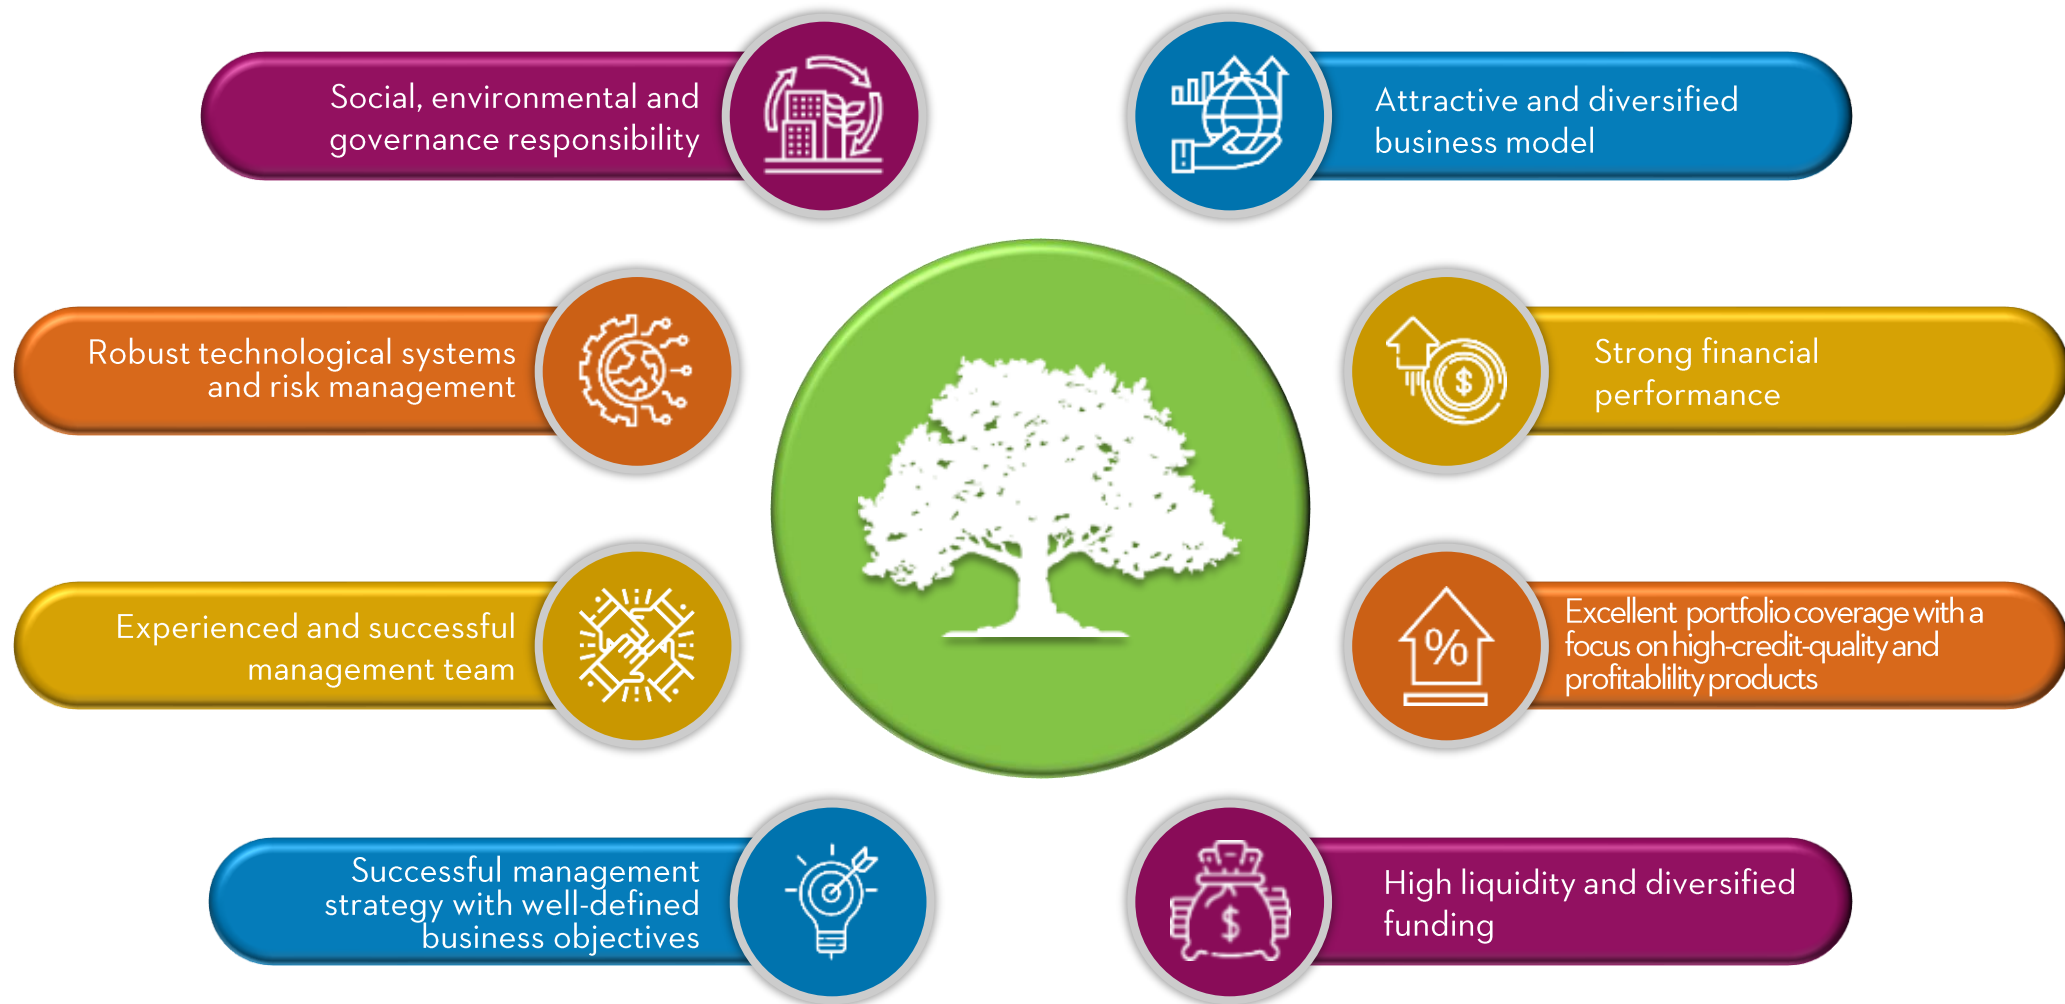 Social, environmental and
governance responsibility
Attractive and diversified
business model
Robust technological systems
and risk management
Strong financial
performance
Experienced and successful
management team
Excellent portfolio coverage with a
focus on high-credit-quality and
profitablility products
Successful management
strategy with well-defined
business objectives
High liquidity and diversified
funding
$
%
$